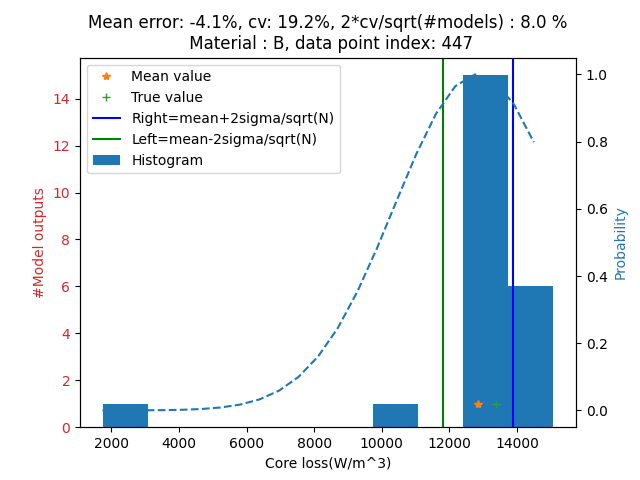 Mean error: -4.1%, cv: 19.2%, 2*cv/sqrt(#models) : 8.0 %
Material : B, data point index: 447
Mean value
True value
Right=mean+2sigma/sqrt(N)
Left=mean-2sigma/sqrt(N)
Histogram
#Model outputs
14
12
10
8
6
4
2
0
1.0
0.8
0.6
0.4
0.2
0.0
Probability
2000 4000 6000 8000 10000 12000 14000
Core loss(W/m^3)